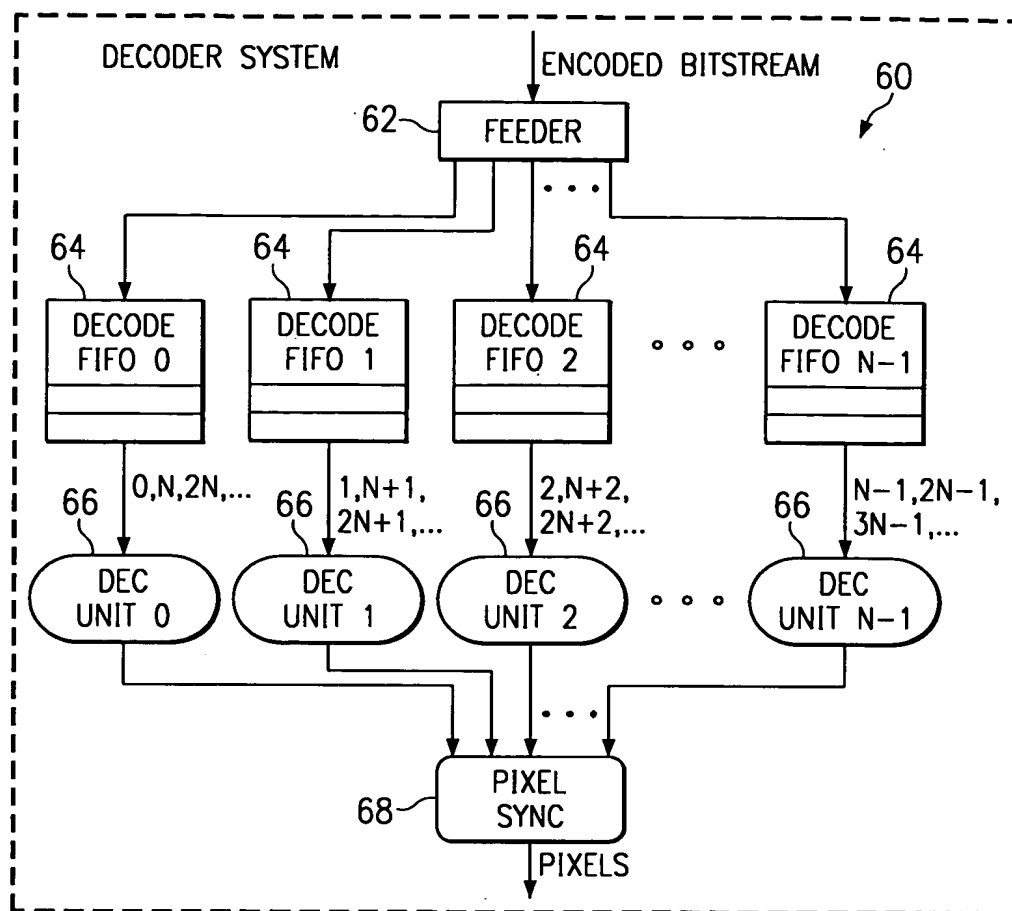 DECODER SYSTEM
ENCODED BITSTREAM
60
62
FEEDER
64
64
64
64
DECODE
FIFO 0
DECODE
FIFO 1
DECODE
FIFO 2
DECODE
FIFO N-1
0,N,2N,...
1,N+1,
2N+1,...
2,N+2,
2N+2,...
N-1,2N-1,
3N-1,...
66
66
66
66
DEC
UNIT 0
DEC
UNIT 1
DEC
UNIT 2
DEC
UNIT N-1
68
PIXEL
SYNC
PIXELS